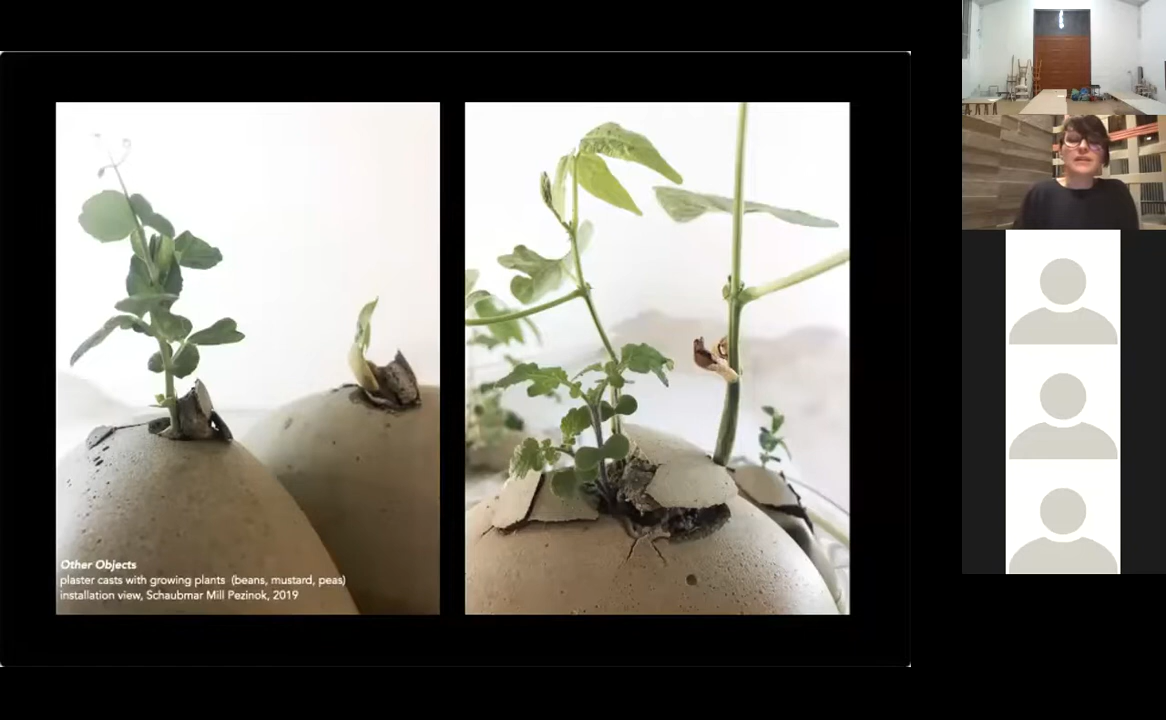 Other Objects
plaster casts with growing plants (beans, mustard, peas)
installation view, Schaubmar Mill Pezinok, 2019